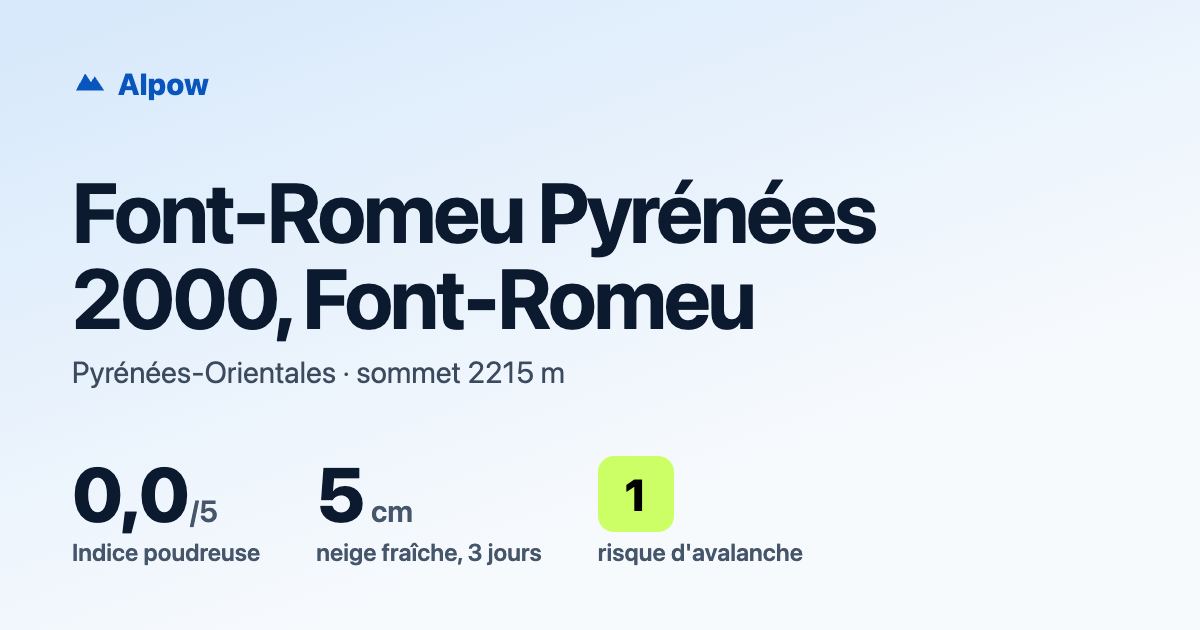 Alpow
Font-Romeu Pyrénées
2000, Font-Romeu
Pyrénées-Orientales · sommet 2215 m
0,0/5
5 cm
1
Indice poudreuse
neige fraîche, 3 jours
risque d'avalanche